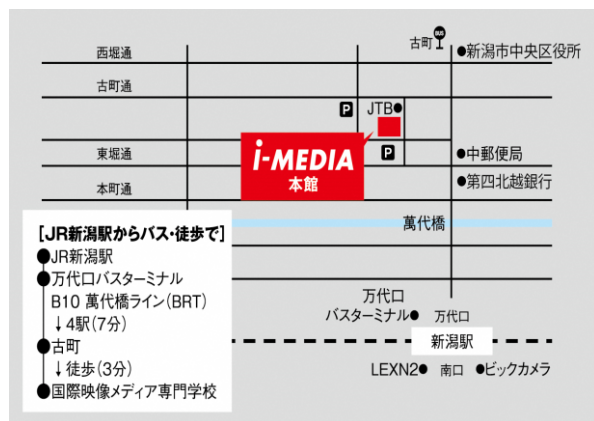 古町
BUS
西堀通
新潟市中央区役所
古町通
P
JTB
東堀通
i-MEDIA
本館
P
中郵便局
本町通
第四北越銀行
萬代橋
[JR新潟駅からバス・徒歩で]
JR新潟駅
万代口バスターミナル
B10 萬代橋ライン(BRT)
↓4駅(7分)
古町
↓徒歩(3分)
国際映像メディア専門学校
万代口
バスターミナル
万代口
新潟駅
LEXN2
南口
ビックカメラ